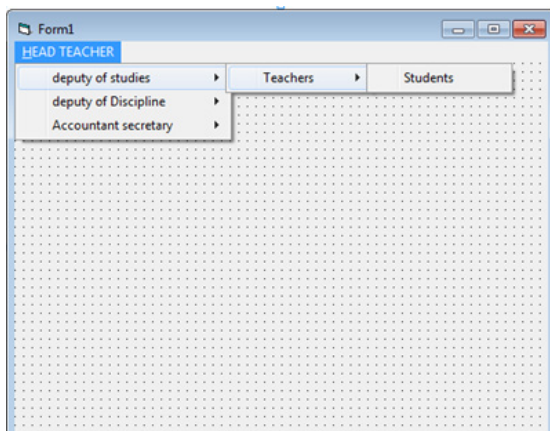 Form1
HEAD TEACHER
deputy of studies
Teachers
Students
deputy of Discipline
Accountant secretary